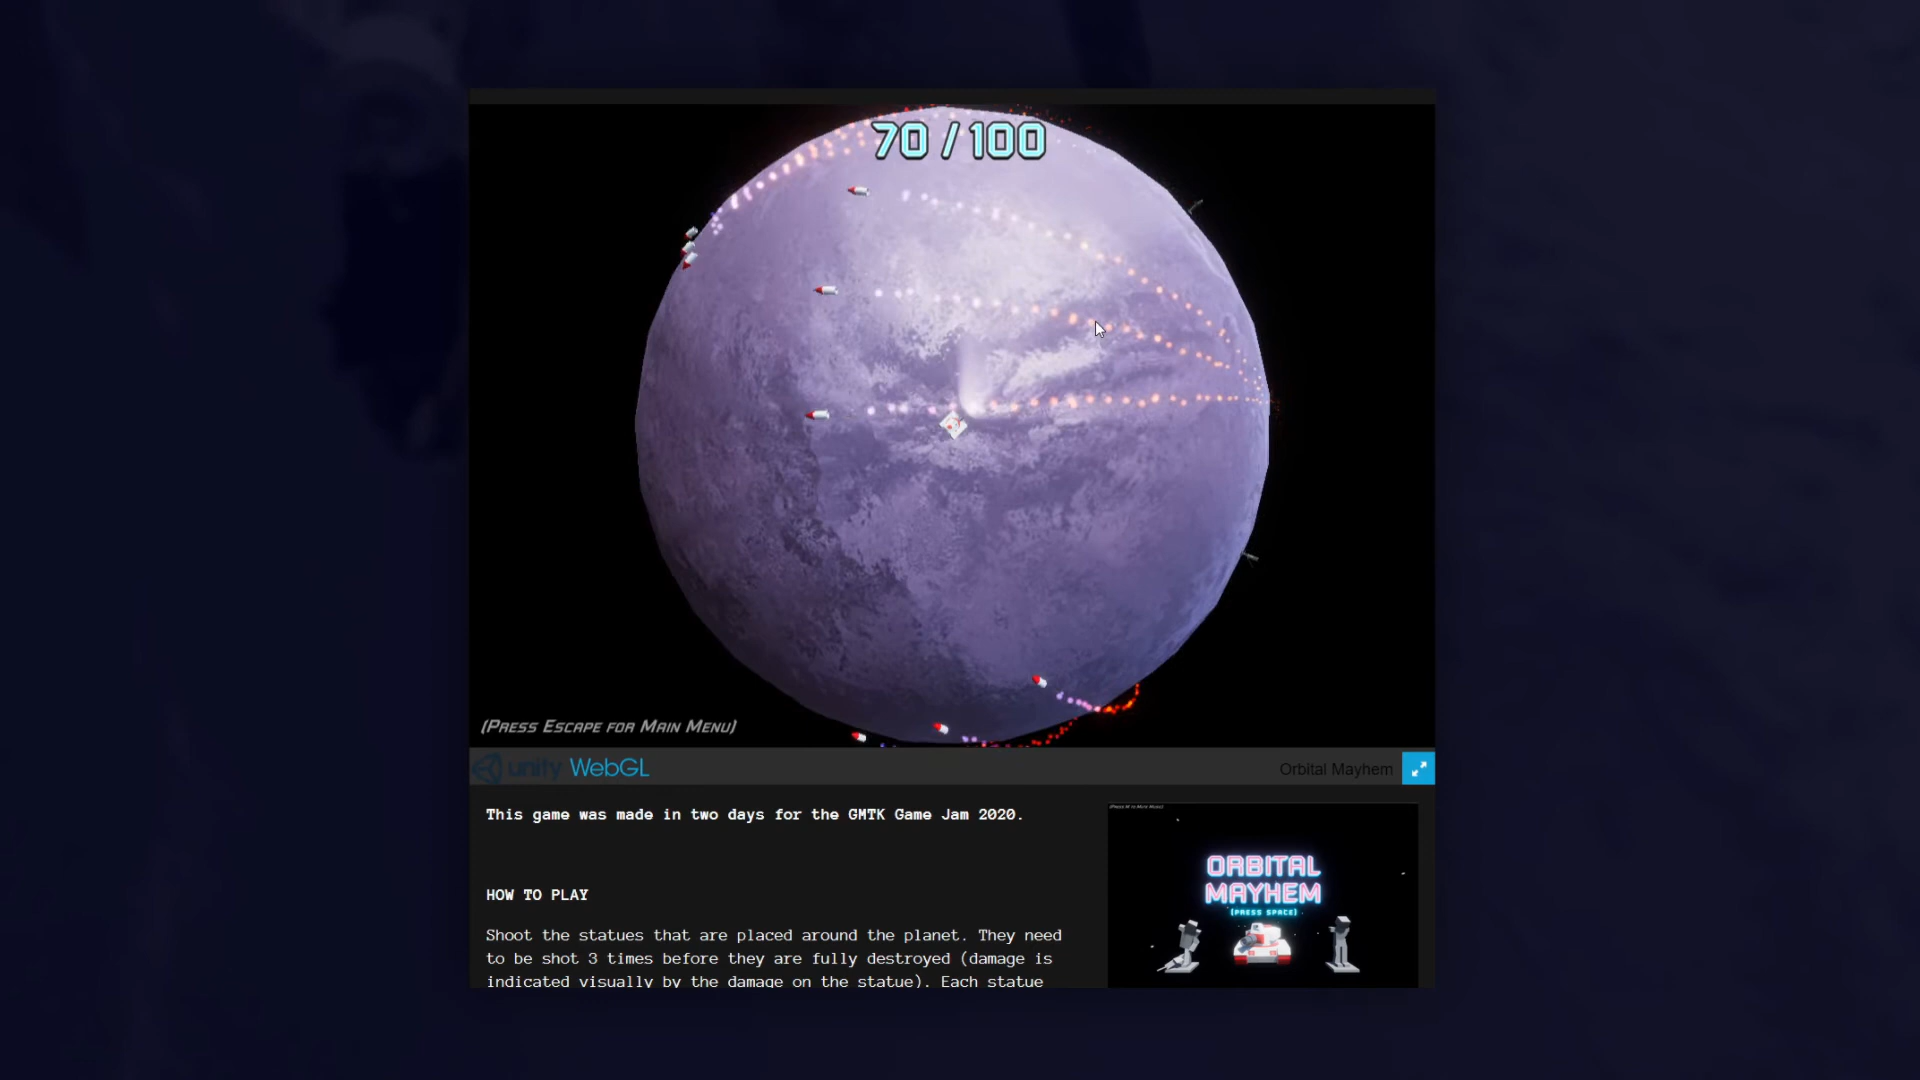 70 / 100
(Press Escape for Main Menu)
unity WebGL
Orbital Mayhem
This game was made in two days for the GMTK Game Jam 2020.
HOW TO PLAY
Shoot the statues that are placed around the planet. They need
to be shot 3 times before they are fully destroyed (damage is
indicated visually by the damage on the statue). Each statue
ORBITAL
MAYHEM
(PRESS SPACE)